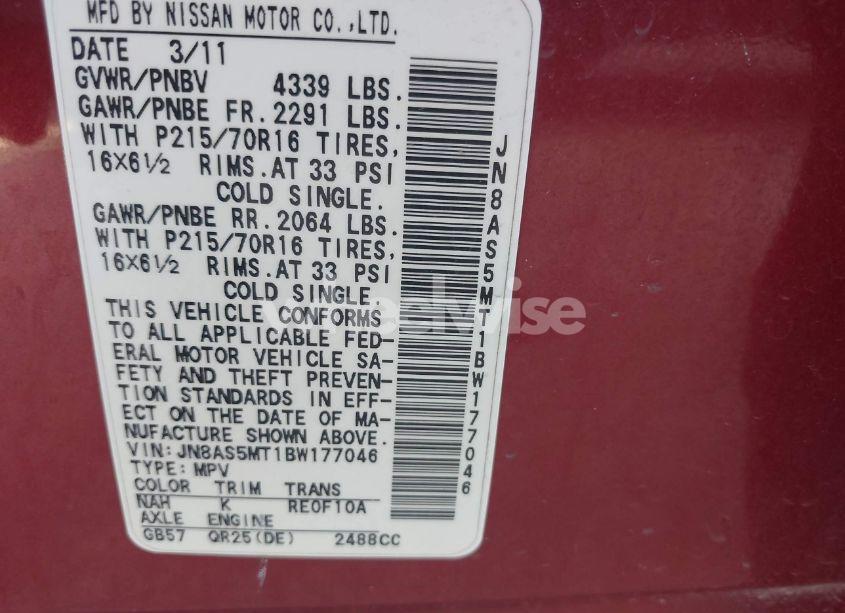 MFD BY NISSAN MOTOR CO.,LTD.
DATE 3/11
GVWR/PNBV 4339 LBS.
GAWR/PNBE FR.2291 LBS.
WITH P215/70R16 TIRES,
16X6½ RIMS.AT 33 PSI
COLD SINGLE.
GAWR/PNBE RR.2064 LBS.
WITH P215/70R16 TIRES,
16X6½ RIMS.AT 33 PSI
COLD SINGLE.
THIS VEHICLE CONFORMS
TO ALL APPLICABLE FED-
ERAL MOTOR VEHICLE SA-
FETY AND THEFT PREVEN-
TION STANDARDS IN EFF-
ECT ON THE DATE OF MA-
NUFACTURE SHOWN ABOVE.
VIN:JN8AS5MT1BW177046
TYPE:MPV
COLOR TRIM TRANS
NAH K RE0F10A
AXLE ENGINE
GB57 QR25(DE) 2488CC
JN8AS5MT1BW177046